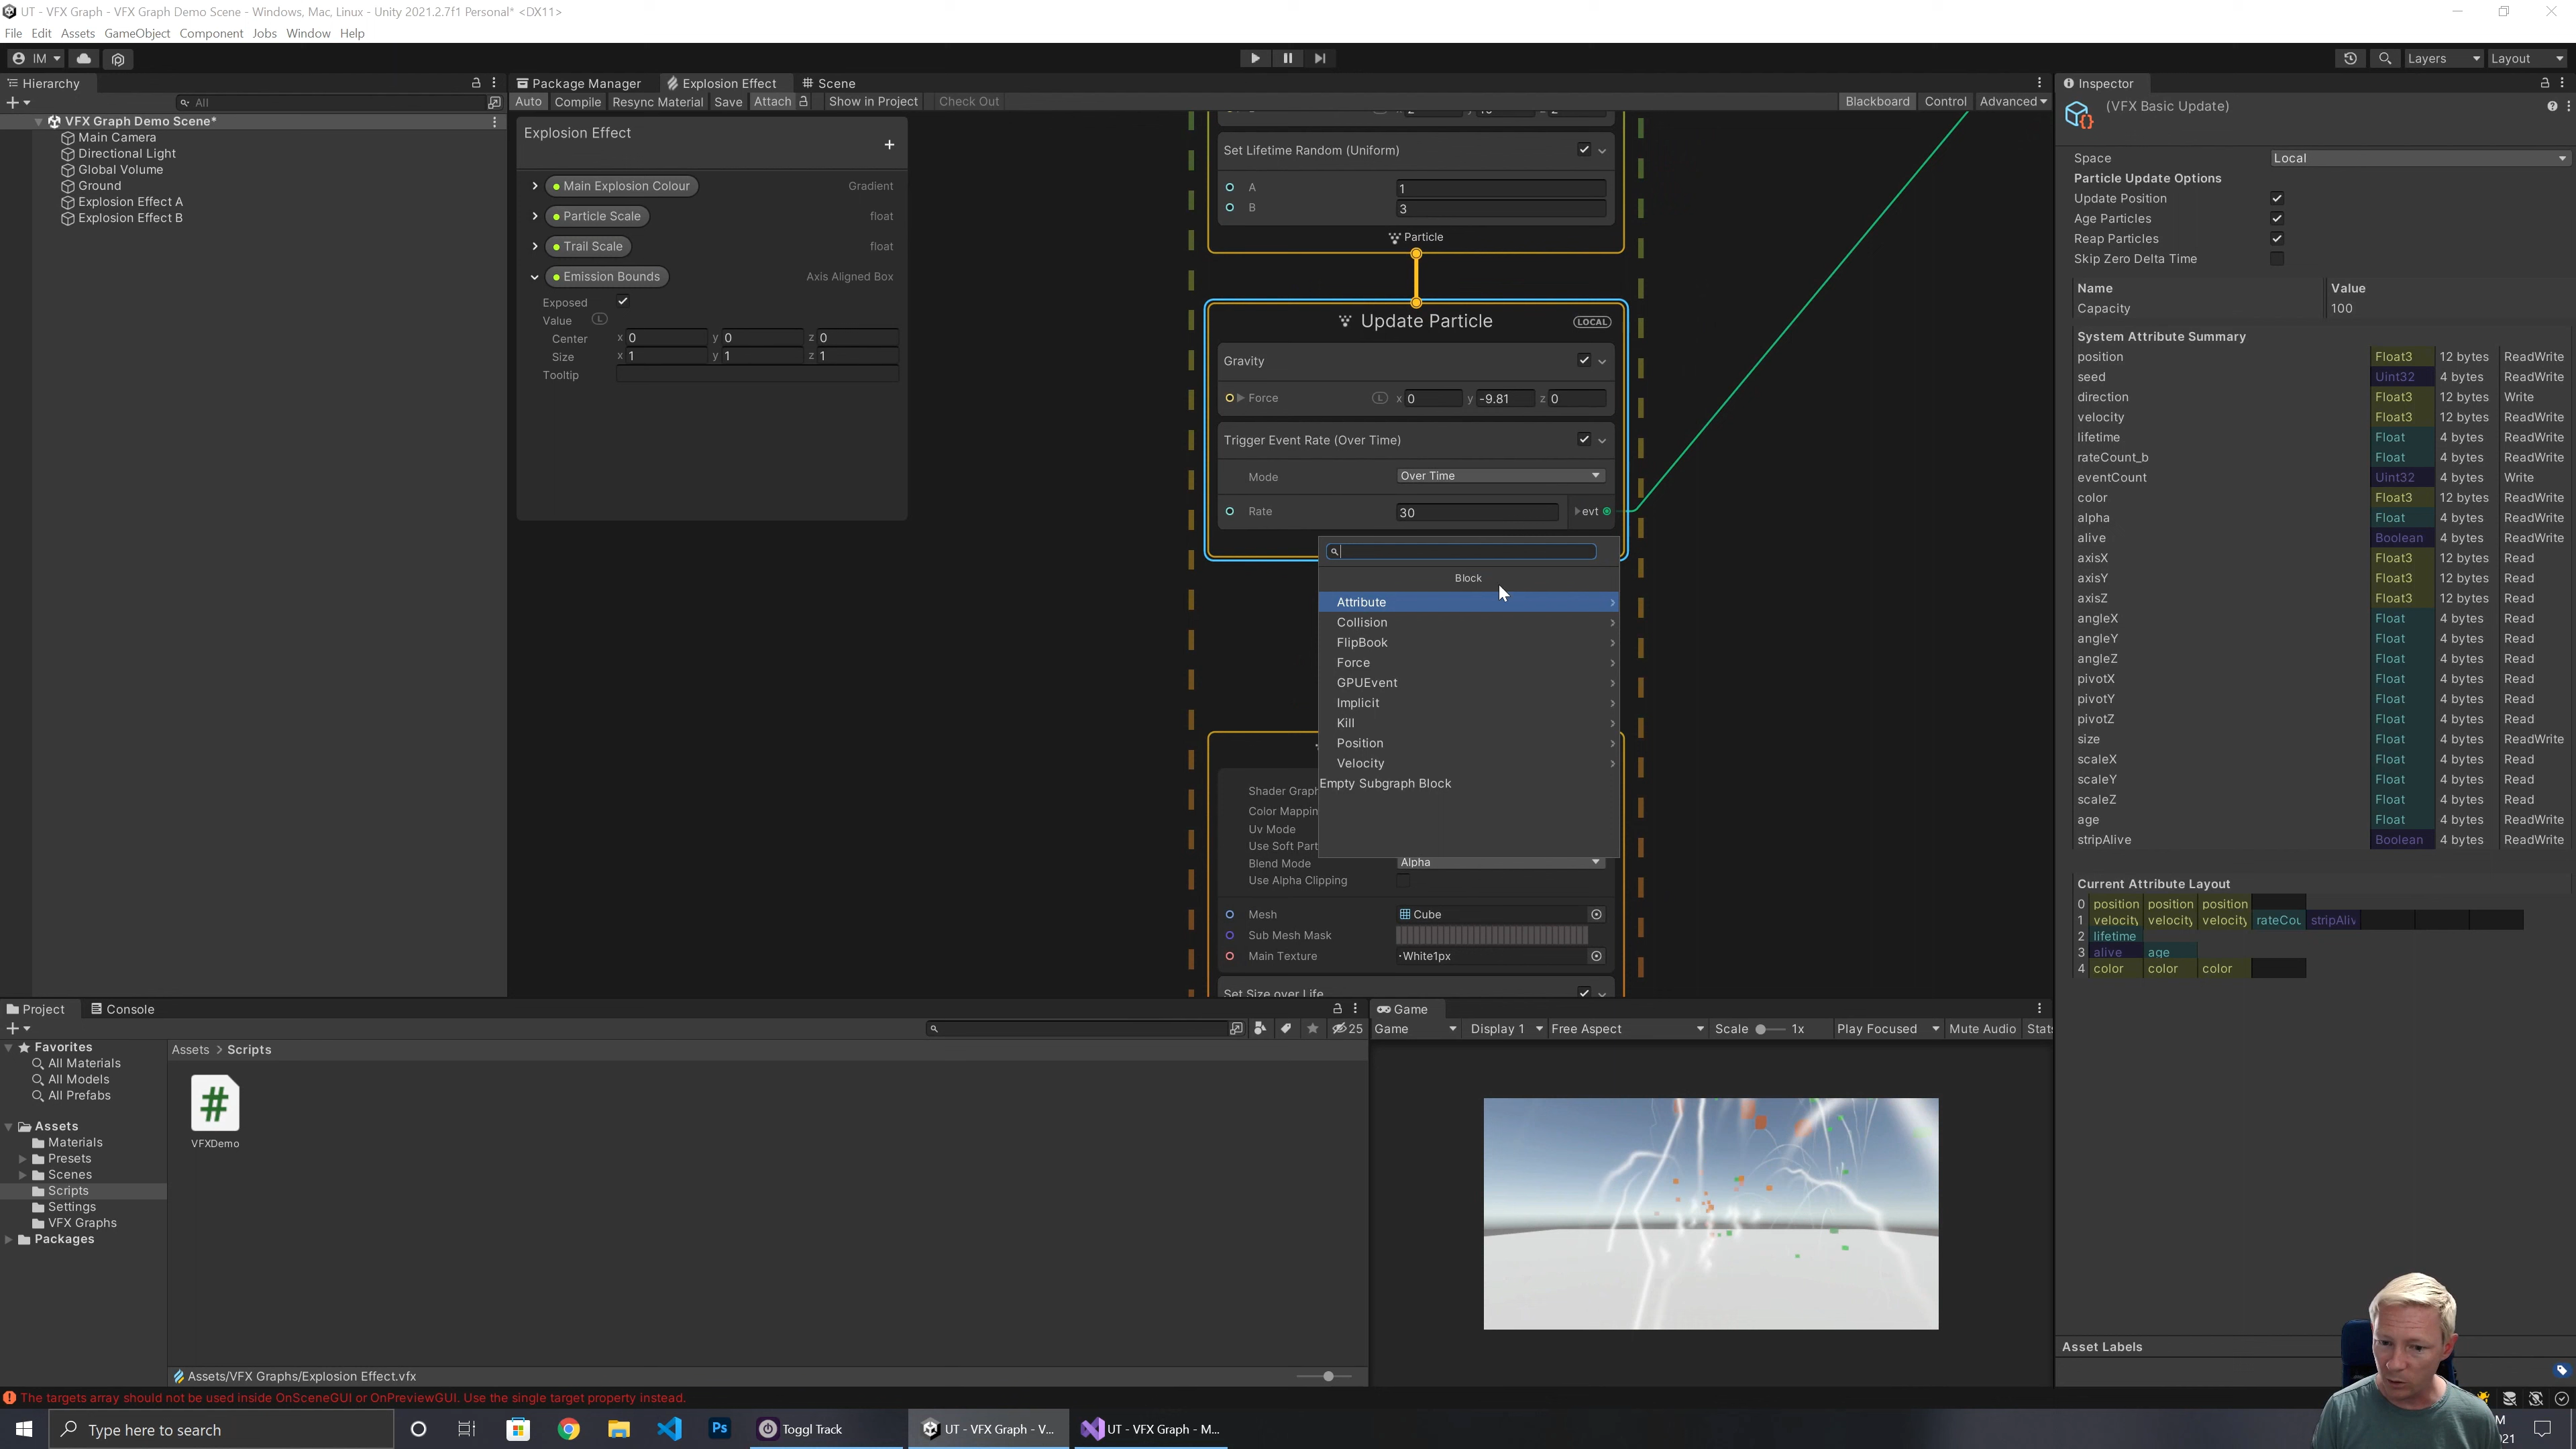 UT - VFX Graph - VFX Graph Demo Scene - Windows, Mac, Linux - Unity 2021.2.7f1 Personal* <DX11>
File Edit Assets GameObject Component Jobs Window Help
IM Layers Layout
Hierarchy
All
VFX Graph Demo Scene*
Main Camera
Directional Light
Global Volume
Ground
Explosion Effect A
Explosion Effect B
Package Manager Explosion Effect Scene
Auto Compile Resync Material Save Attach Show in Project Check Out Blackboard Control Advanced
Explosion Effect
Main Explosion Colour Gradient
Particle Scale float
Trail Scale float
Emission Bounds Axis Aligned Box
Exposed
Value L
Center x 0 y 0 z 0
Size x 1 y 1 z 1
Tooltip
Set Lifetime Random (Uniform)
A 1
B 3
Particle
Update Particle LOCAL
Gravity
Force L x 0 y -9.81 z 0
Trigger Event Rate (Over Time)
Mode Over Time
Rate 30 evt
Block
Attribute
Collision
FlipBook
Force
GPUEvent
Implicit
Kill
Position
Velocity
Empty Subgraph Block
Shader Graph
Color Mappin
Uv Mode
Use Soft Part
Blend Mode Alpha
Use Alpha Clipping
Mesh Cube
Sub Mesh Mask
Main Texture White1px
Set Size over Life
Inspector
(VFX Basic Update)
Space Local
Particle Update Options
Update Position
Age Particles
Reap Particles
Skip Zero Delta Time
Name Value
Capacity 100
System Attribute Summary
position Float3 12 bytes ReadWrite
seed Uint32 4 bytes ReadWrite
direction Float3 12 bytes Write
velocity Float3 12 bytes ReadWrite
lifetime Float 4 bytes ReadWrite
rateCount_b Float 4 bytes ReadWrite
eventCount Uint32 4 bytes Write
color Float3 12 bytes ReadWrite
alpha Float 4 bytes ReadWrite
alive Boolean 4 bytes ReadWrite
axisX Float3 12 bytes Read
axisY Float3 12 bytes Read
axisZ Float3 12 bytes Read
angleX Float 4 bytes Read
angleY Float 4 bytes Read
angleZ Float 4 bytes Read
pivotX Float 4 bytes Read
pivotY Float 4 bytes Read
pivotZ Float 4 bytes Read
size Float 4 bytes ReadWrite
scaleX Float 4 bytes Read
scaleY Float 4 bytes Read
scaleZ Float 4 bytes Read
age Float 4 bytes ReadWrite
stripAlive Boolean 4 bytes ReadWrite
Current Attribute Layout
0 position position position
1 velocity velocity velocity rateCou stripAliv
2 lifetime
3 alive age
4 color color color
Asset Labels
Project Console
25
Favorites
All Materials
All Models
All Prefabs
Assets
Materials
Presets
Scenes
Scripts
Settings
VFX Graphs
Packages
Assets > Scripts
VFXDemo
Assets/VFX Graphs/Explosion Effect.vfx
Game
Game Display 1 Free Aspect Scale 1x Play Focused Mute Audio Stats
The targets array should not be used inside OnSceneGUI or OnPreviewGUI. Use the single target property instead.
Type here to search Ps Toggl Track UT - VFX Graph - V... UT - VFX Graph - M...
M
021